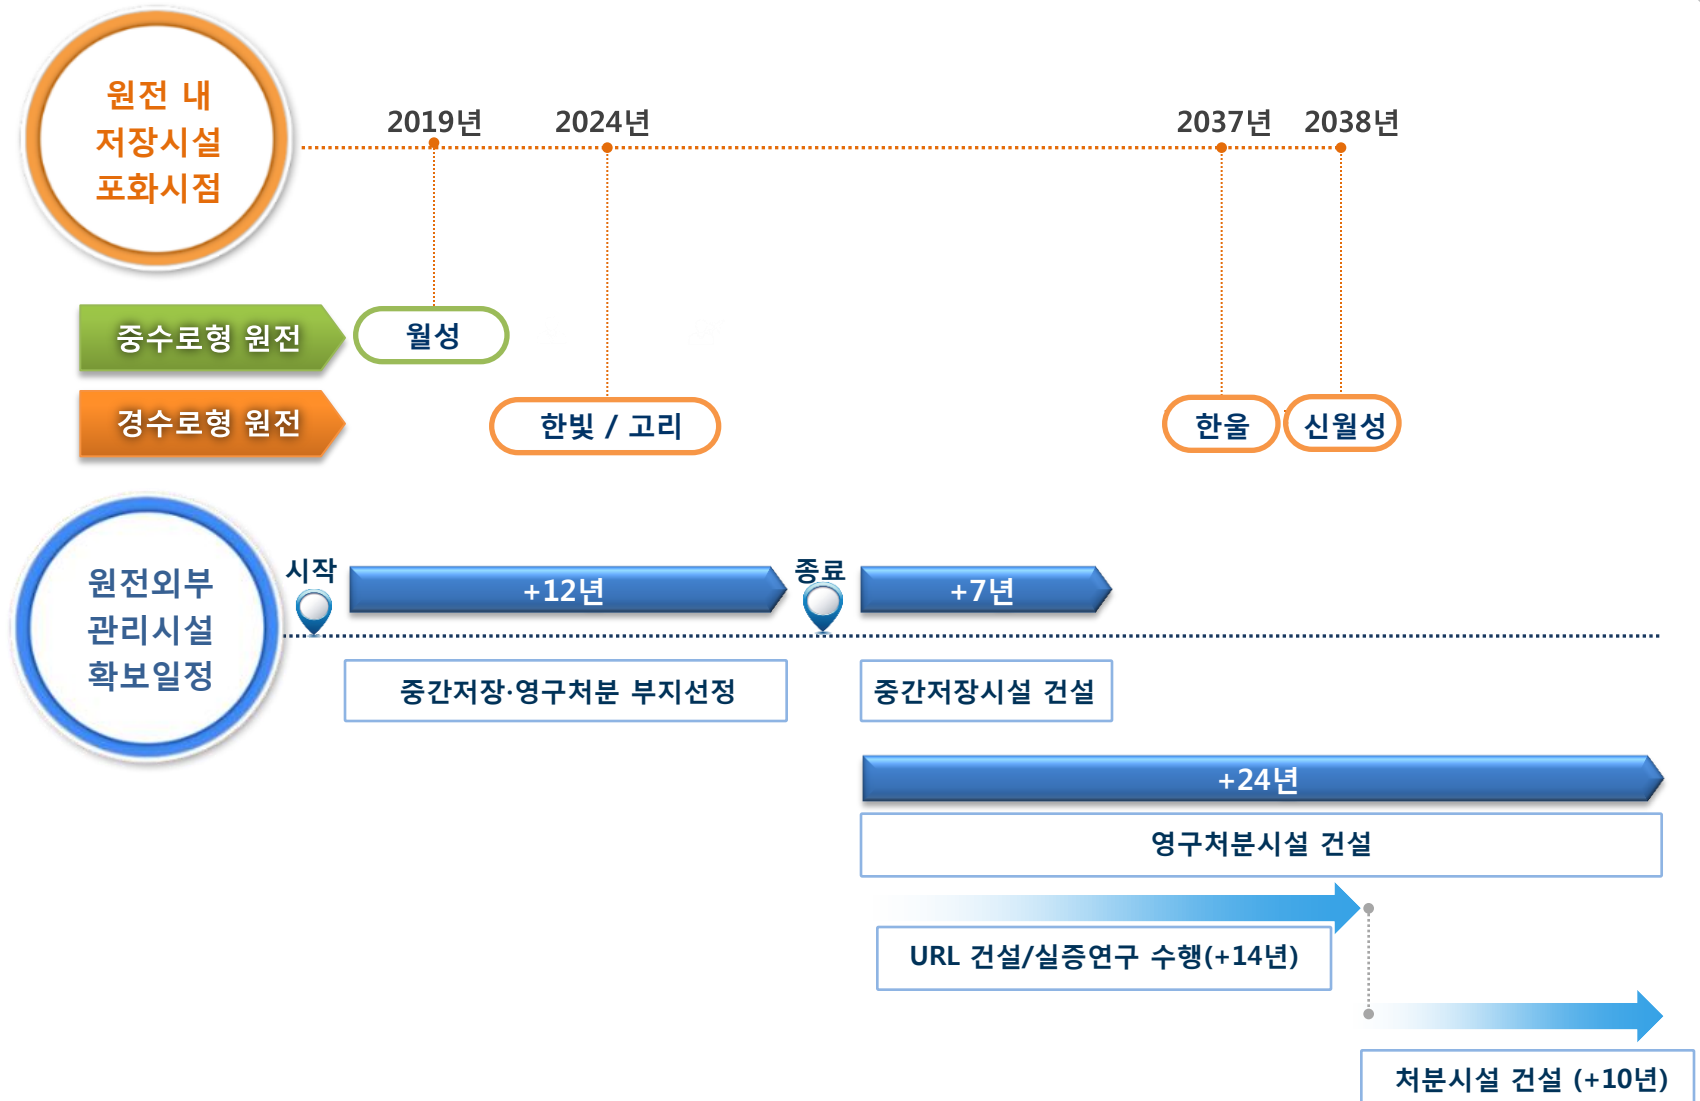 원전 내
저장시설
포화시점
2019년
2024년
2037년
2038년
중수로형 원전
월성
경수로형 원전
한빛 / 고리
한울
신월성
원전외부
관리시설
확보일정
시작
+12년
종료
+7년
중간저장·영구처분 부지선정
중간저장시설 건설
+24년
영구처분시설 건설
URL 건설/실증연구 수행(+14년)
처분시설 건설 (+10년)